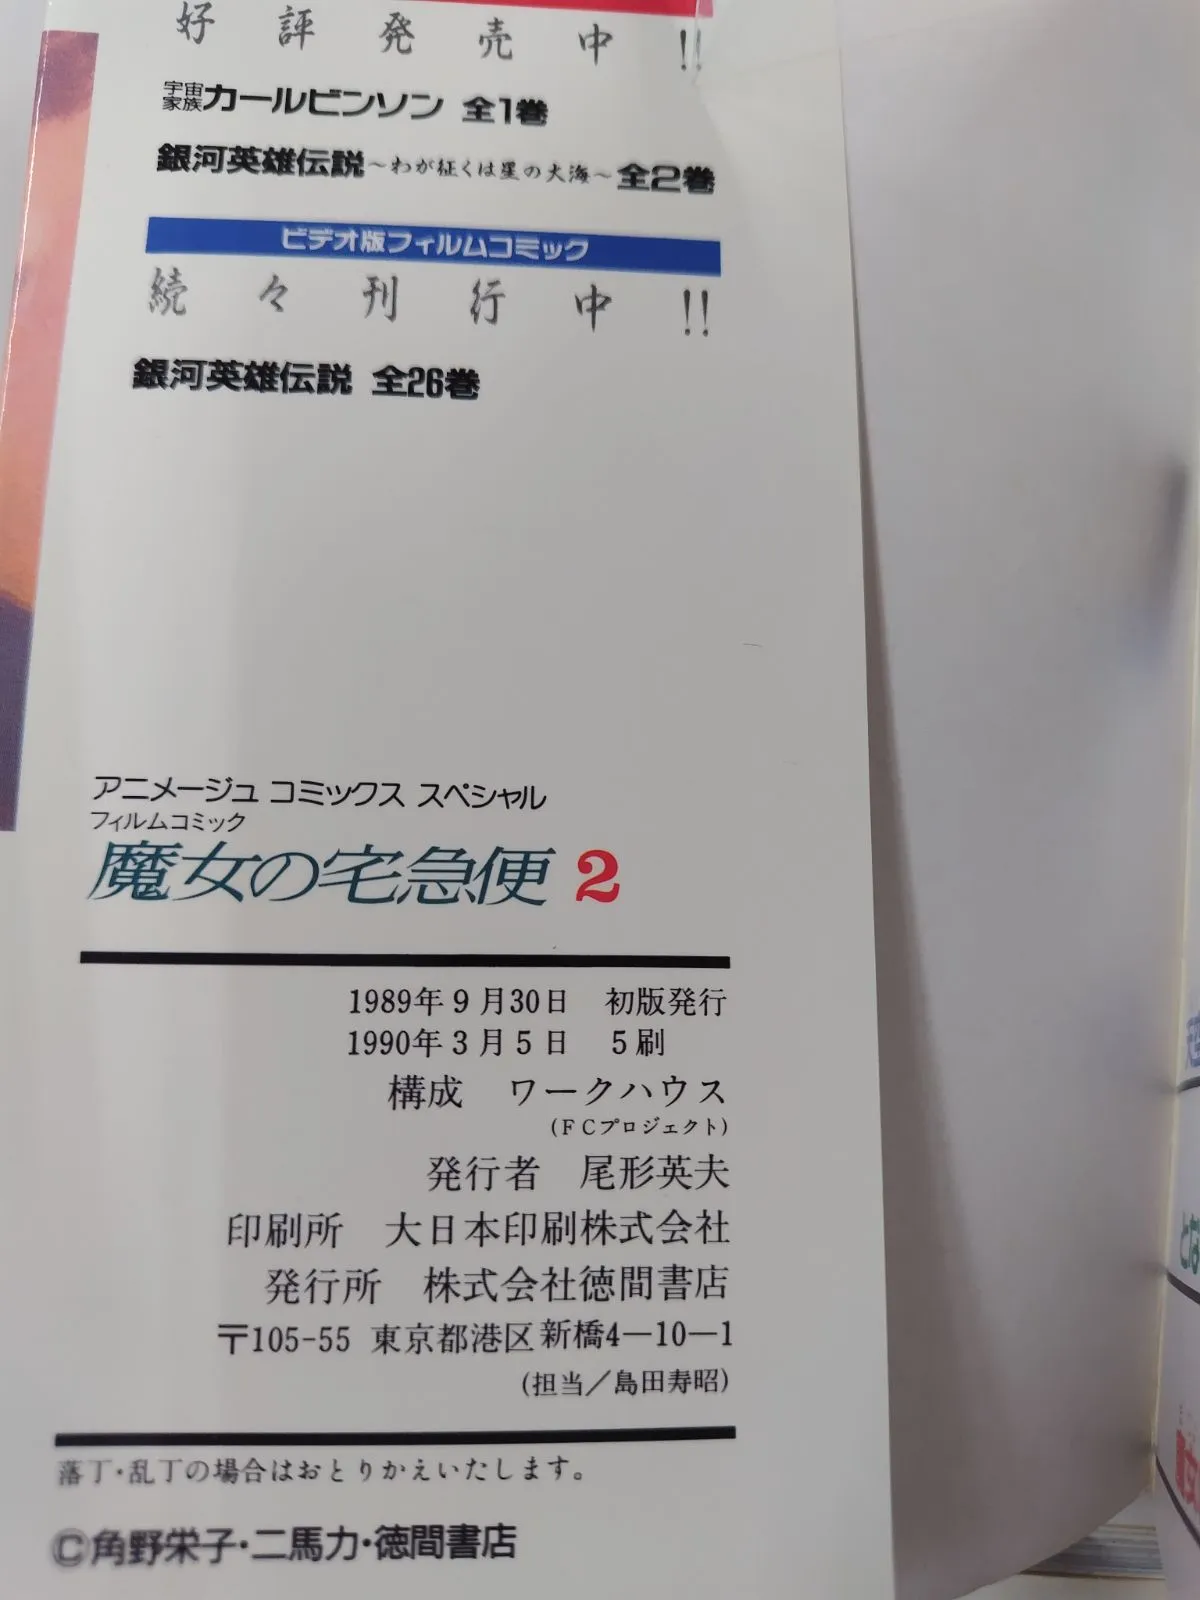 好評発売中!!
宇宙家族カールビンソン 全1巻
銀河英雄伝説～わが征くは星の大海～全2巻
ビデオ版フィルムコミック
続々刊行中!!
銀河英雄伝説 全26巻
アニメージュ コミックス スペシャル
フィルムコミック
魔女の宅急便 2
1989年9月30日 初版発行
1990年3月5日 5刷
構成 ワークハウス
(FCプロジェクト)
発行者 尾形英夫
印刷所 大日本印刷株式会社
発行所 株式会社徳間書店
〒105-55 東京都港区新橋4―10―1
(担当／島田寿昭)
落丁・乱丁の場合はおとりかえいたします。
©角野栄子・二馬力・徳間書店